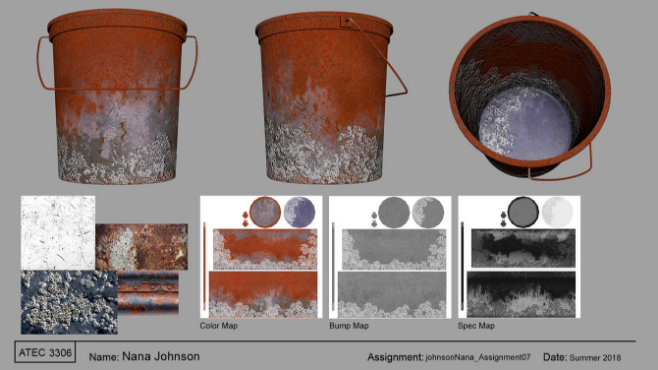 Color Map
Bump Map
Spec Map
ATEC 3306
Name: Nana Johnson
Assignment: johnsonNana_Assignment07
Date: Summer 2018